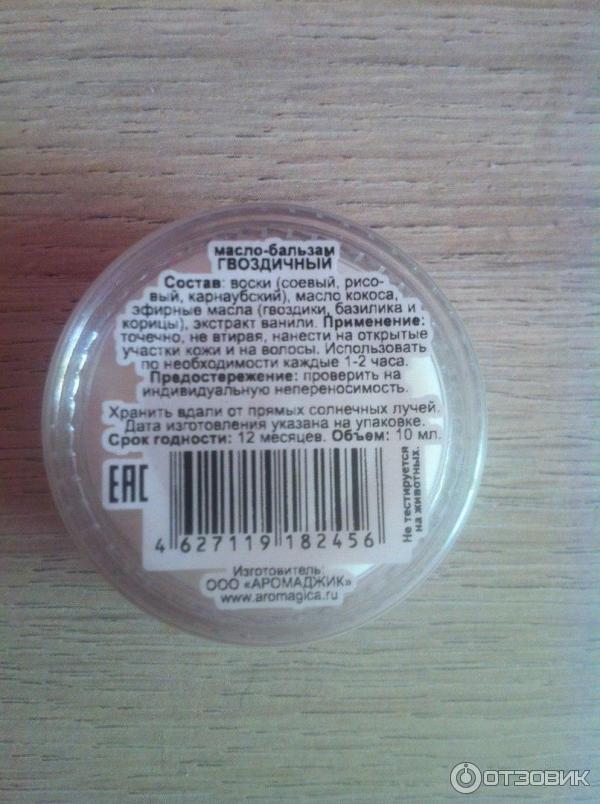 масло-бальзам
ГВОЗДИЧНЫЙ
Состав: воски (соевый, рисо-
вый, карнаубский), масло кокоса,
эфирные масла (гвоздики, базилика и
корицы), экстракт ванили. Применение:
точечно, не втирая, нанести на открытые
участки кожи и на волосы. Использовать
по необходимости каждые 1-2 часа.
Предостережение: проверить на
индивидуальную непереносимость.
Хранить вдали от прямых солнечных лучей.
Дата изготовления указана на упаковке.
Срок годности: 12 месяцев. Объем: 10 мл.
EAC
Не тестируется
на животных.
4 627119 182456
Изготовитель:
ООО «АРОМАДЖИК»
www.aromagica.ru
ОТЗОВИК